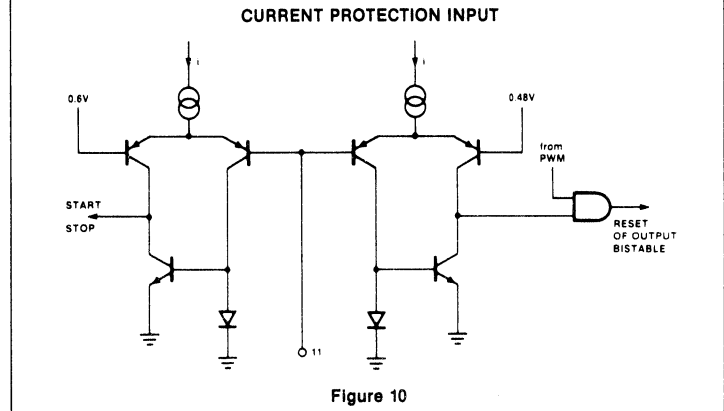 CURRENT PROTECTION INPUT
i
i
0.6V
0.48V
from
PWM
START
STOP
RESET
OF OUTPUT
BISTABLE
11
Figure 10